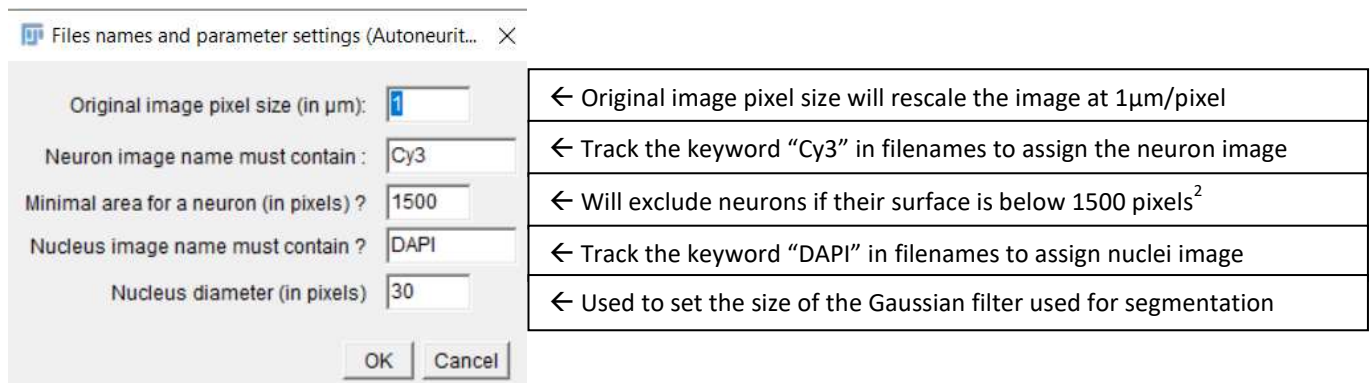 Files names and parameter settings (Autoneurit...
Original image pixel size (in µm): 1
← Original image pixel size will rescale the image at 1µm/pixel
Neuron image name must contain : Cy3
← Track the keyword “Cy3” in filenames to assign the neuron image
Minimal area for a neuron (in pixels) ? 1500
← Will exclude neurons if their surface is below 1500 pixels²
Nucleus image name must contain ? DAPI
← Track the keyword “DAPI” in filenames to assign nuclei image
Nucleus diameter (in pixels) 30
← Used to set the size of the Gaussian filter used for segmentation
OK Cancel